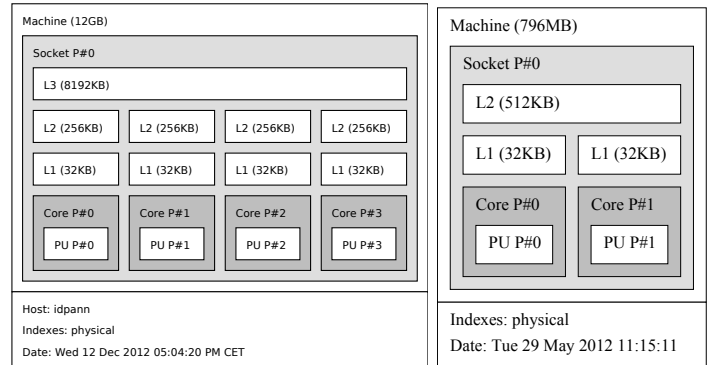 Machine (12GB)
Socket P#0
L3 (8192KB)
L2 (256KB) L2 (256KB) L2 (256KB) L2 (256KB)
L1 (32KB) L1 (32KB) L1 (32KB) L1 (32KB)
Core P#0 Core P#1 Core P#2 Core P#3
PU P#0 PU P#1 PU P#2 PU P#3
Host: idpann
Indexes: physical
Date: Wed 12 Dec 2012 05:04:20 PM CET
Machine (796MB)
Socket P#0
L2 (512KB)
L1 (32KB) L1 (32KB)
Core P#0 Core P#1
PU P#0 PU P#1
Indexes: physical
Date: Tue 29 May 2012 11:15:11